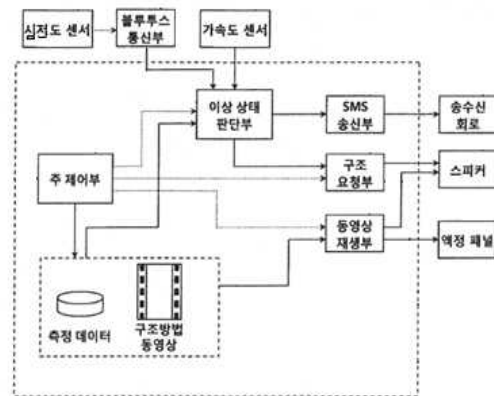 심전도 센서
블루투스
통신부
가속도 센서
이상 상태
판단부
SMS
송신부
송수신
회로
주 제어부
구조
요청부
스피커
동영상
재생부
액정 패널
측정 데이터
구조방법
동영상